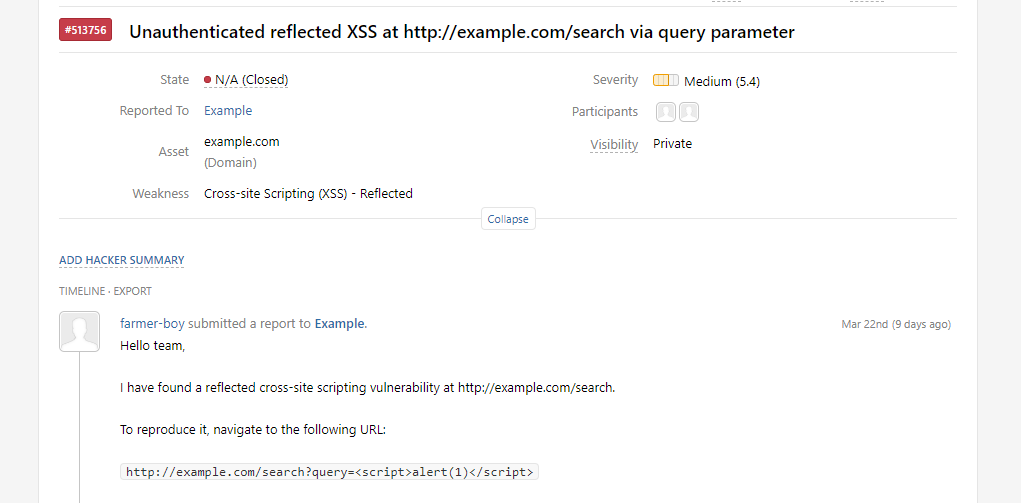 #513756 Unauthenticated reflected XSS at http://example.com/search via query parameter
State N/A (Closed)
Severity Medium (5.4)
Reported To Example
Participants
Asset example.com
(Domain)
Visibility Private
Weakness Cross-site Scripting (XSS) - Reflected
Collapse
ADD HACKER SUMMARY
TIMELINE · EXPORT
farmer-boy submitted a report to Example.
Mar 22nd (9 days ago)
Hello team,
I have found a reflected cross-site scripting vulnerability at http://example.com/search.
To reproduce it, navigate to the following URL:
http://example.com/search?query=<script>alert(1)</script>